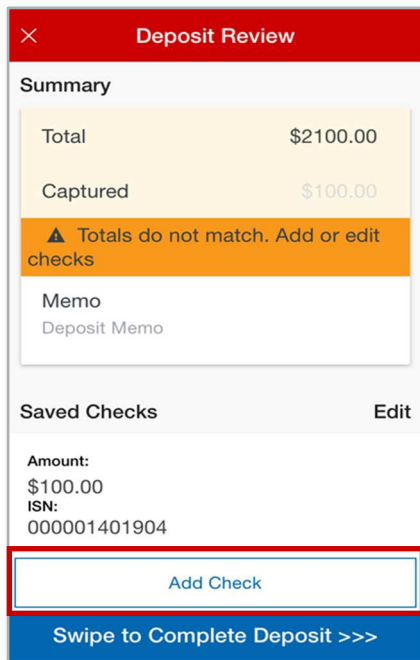 Deposit Review
Summary
Total $2100.00
Captured $100.00
Totals do not match. Add or edit
checks
Memo
Deposit Memo
Saved Checks Edit
Amount:
$100.00
ISN:
000001401904
Add Check
Swipe to Complete Deposit >>>